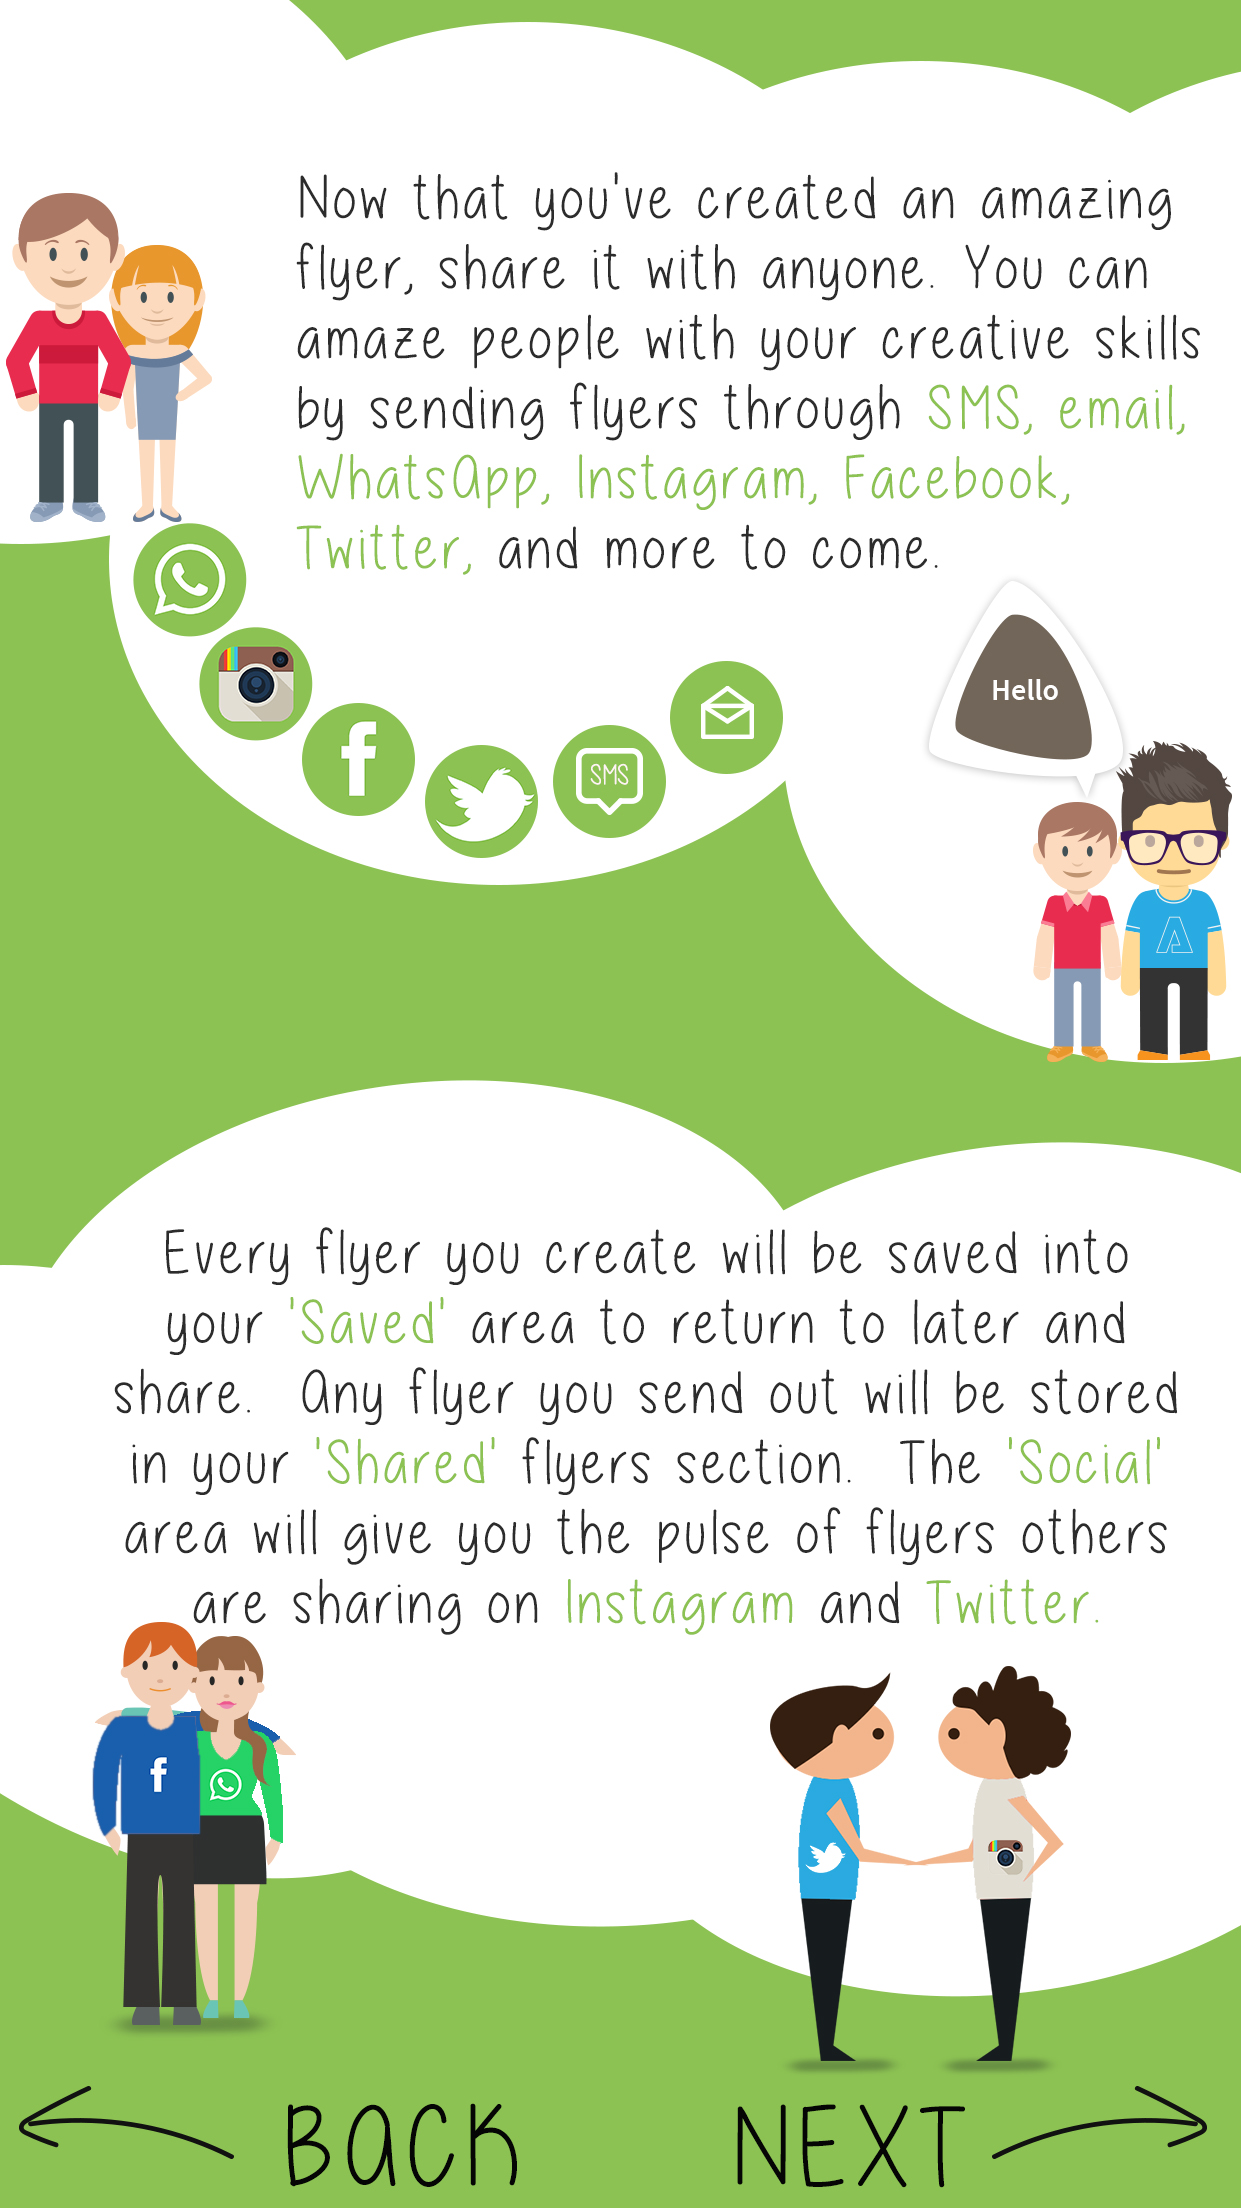 Now that you've created an amazing
flyer, share it with anyone. You can
amaze people with your creative skills
by sending flyers through SMS, email,
WhatsApp, Instagram, Facebook,
Twitter, and more to come.
Hello
SMS
Every flyer you create will be saved into
your 'Saved' area to return to later and
share. Any flyer you send out will be stored
in your 'Shared' flyers section. The 'Social'
area will give you the pulse of flyers others
are sharing on Instagram and Twitter.
BACK
NEXT